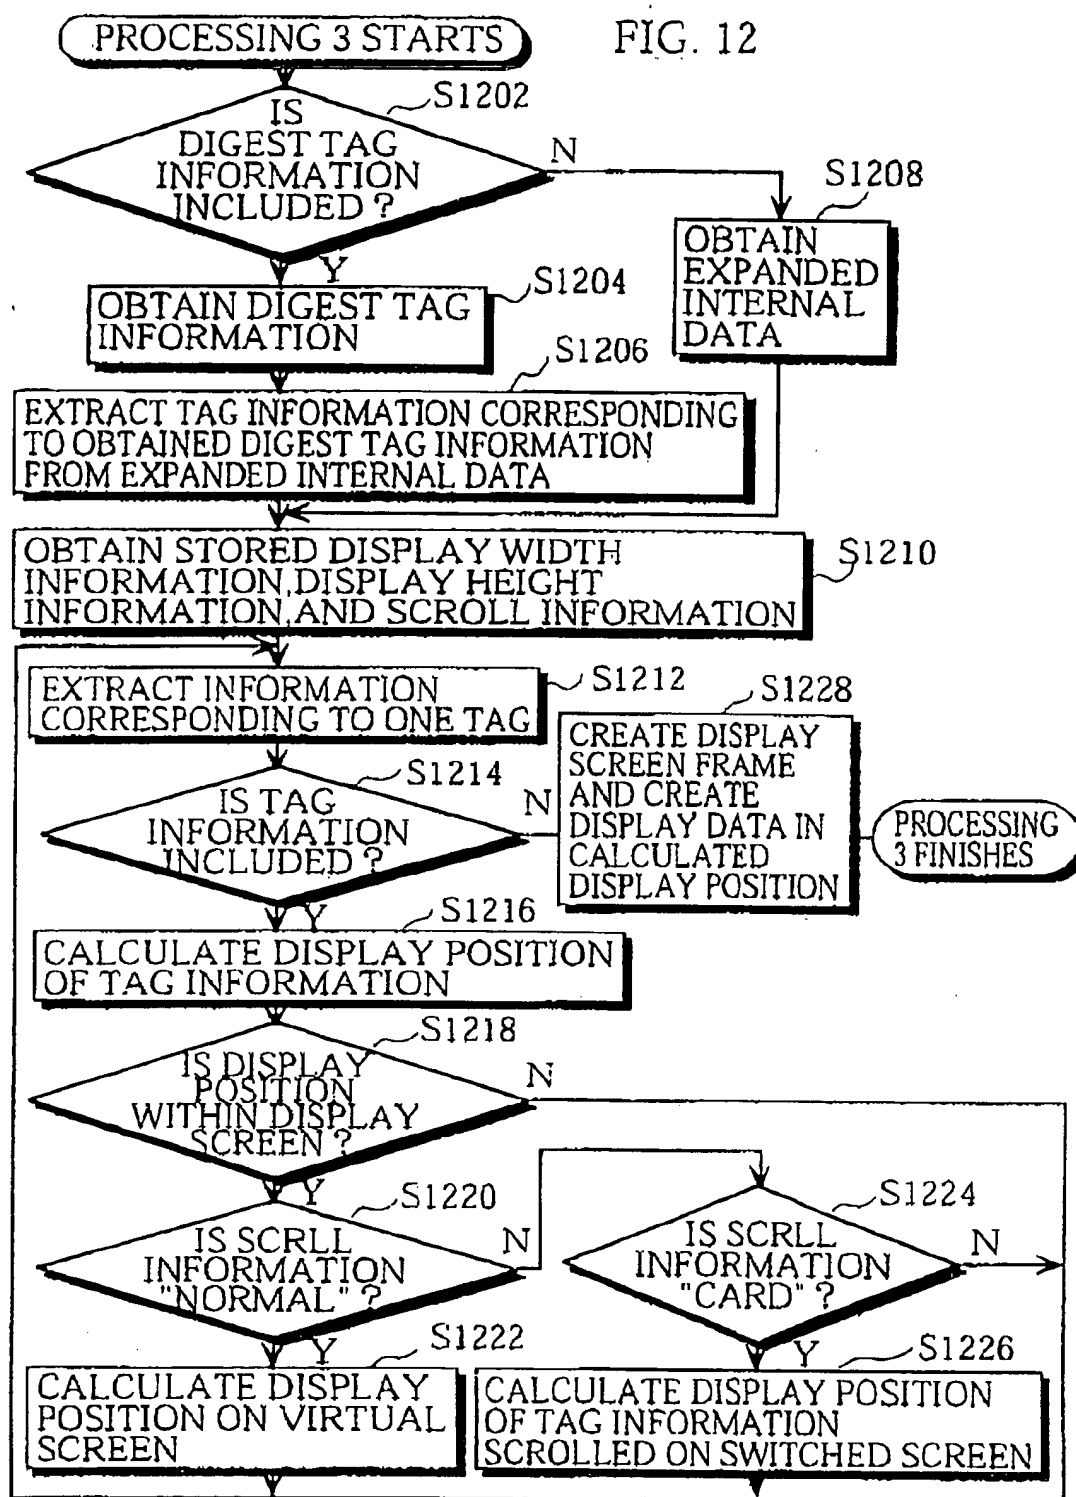 PROCESSING 3 STARTS
FIG. 12
S1202
IS
DIGEST TAG
INFORMATION
INCLUDED ?
N
Y
S1208
OBTAIN
EXPANDED
INTERNAL
DATA
S1204
OBTAIN DIGEST TAG
INFORMATION
S1206
EXTRACT TAG INFORMATION CORRESPONDING
TO OBTAINED DIGEST TAG INFORMATION
FROM EXPANDED INTERNAL DATA
S1210
OBTAIN STORED DISPLAY WIDTH
INFORMATION, DISPLAY HEIGHT
INFORMATION, AND SCROLL INFORMATION
S1212
EXTRACT INFORMATION
CORRESPONDING TO ONE TAG
S1214
IS TAG
INFORMATION
INCLUDED ?
N
Y
S1228
CREATE DISPLAY
SCREEN FRAME
AND CREATE
DISPLAY DATA IN
CALCULATED
DISPLAY POSITION
PROCESSING
3 FINISHES
S1216
CALCULATE DISPLAY POSITION
OF TAG INFORMATION
S1218
IS DISPLAY
POSITION
WITHIN DISPLAY
SCREEN ?
N
Y
S1220
IS SCRLL
INFORMATION
"NORMAL" ?
N
Y
S1224
IS SCRLL
INFORMATION
"CARD" ?
N
Y
S1222
CALCULATE DISPLAY
POSITION ON VIRTUAL
SCREEN
S1226
CALCULATE DISPLAY POSITION
OF TAG INFORMATION
SCROLLED ON SWITCHED SCREEN